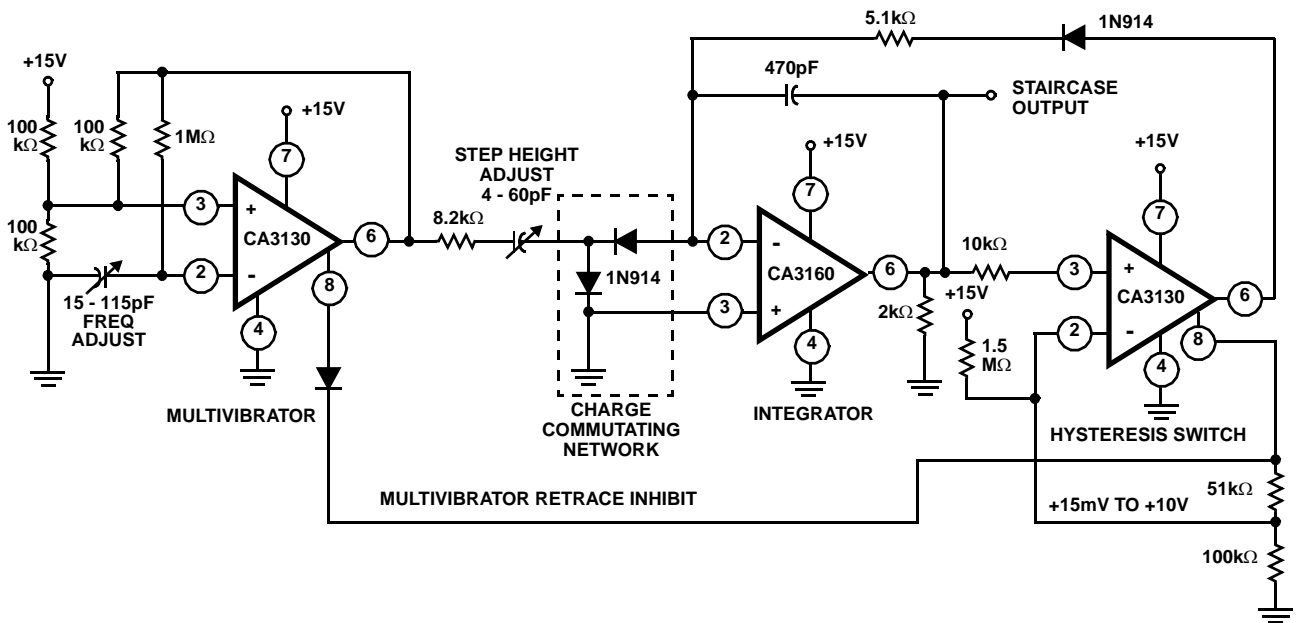 5.1kΩ
1N914
+15V
470pF
STAIRCASE
OUTPUT
100
kΩ
100
kΩ
1MΩ
+15V
+15V
+15V
7
STEP HEIGHT
ADJUST
4 - 60pF
7
7
3
+
8.2kΩ
2
-
10kΩ
3
+
100
kΩ
CA3130
6
CA3160
6
CA3130
2
-
1N914
+15V
6
15 - 115pF
FREQ
ADJUST
8
3
+
2kΩ
2
-
8
4
4
1.5
MΩ
4
MULTIVIBRATOR
CHARGE
COMMUTATING
NETWORK
INTEGRATOR
HYSTERESIS SWITCH
MULTIVIBRATOR RETRACE INHIBIT
+15mV TO +10V
51kΩ
100kΩ